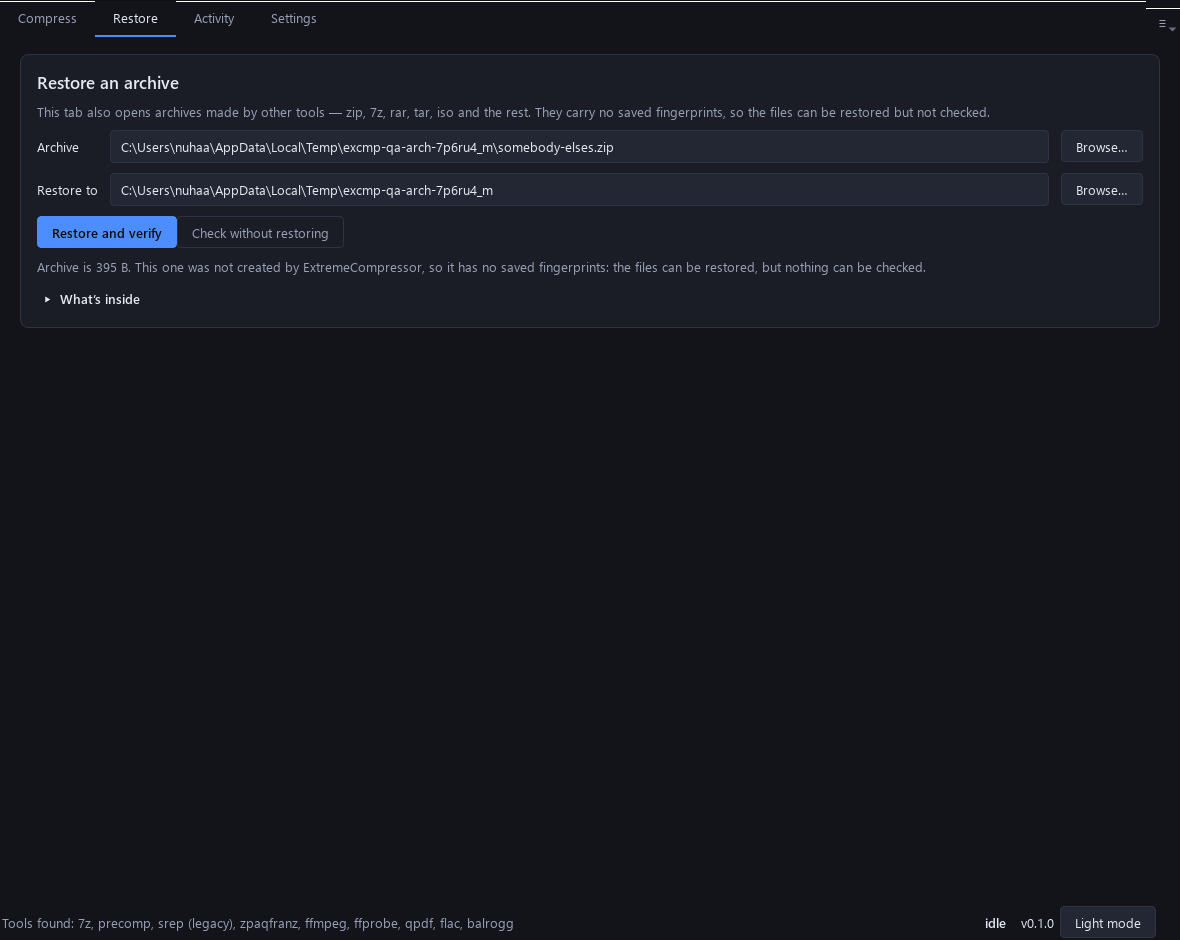 Compress Restore Activity Settings
Restore an archive
This tab also opens archives made by other tools — zip, 7z, rar, tar, iso and the rest. They carry no saved fingerprints, so the files can be restored but not checked.
Archive C:\Users\nuhaa\AppData\Local\Temp\excmp-qa-arch-7p6ru4_m\somebody-elses.zip Browse...
Restore to C:\Users\nuhaa\AppData\Local\Temp\excmp-qa-arch-7p6ru4_m Browse...
Restore and verify Check without restoring
Archive is 395 B. This one was not created by ExtremeCompressor, so it has no saved fingerprints: the files can be restored, but nothing can be checked.
What's inside
Tools found: 7z, precomp, srep (legacy), zpaqfranz, ffmpeg, ffprobe, qpdf, flac, balrogg idle v0.1.0 Light mode